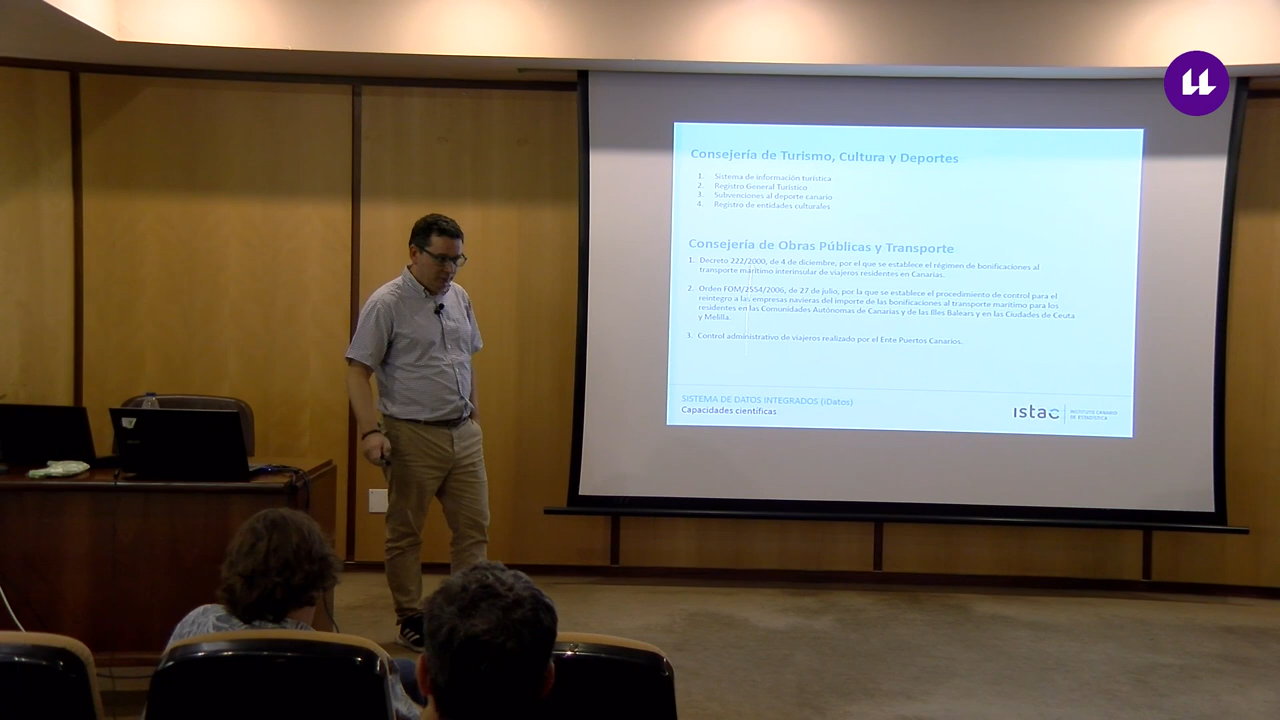 Consejería de Turismo, Cultura y Deportes
1. Sistema de información turística
2. Registro General Turístico
3. Subvenciones al deporte canario
4. Registro de entidades culturales
Consejería de Obras Públicas y Transporte
1. Decreto 222/2000, de 4 de diciembre, por el que se establece el régimen de bonificaciones al
transporte marítimo interinsular de viajeros residentes en Canarias.
2. Orden FOM/2554/2006, de 27 de julio, por la que se establece el procedimiento de control para el
reintegro a las empresas navieras del importe de las bonificaciones al transporte marítimo para los
residentes en las Comunidades Autónomas de Canarias y de las Illes Balears y en las Ciudades de Ceuta
y Melilla.
3. Control administrativo de viajeros realizado por el Ente Puertos Canarios.
SISTEMA DE DATOS INTEGRADOS (iDatos)
Capacidades científicas
istac
INSTITUTO CANARIO
DE ESTADÍSTICA